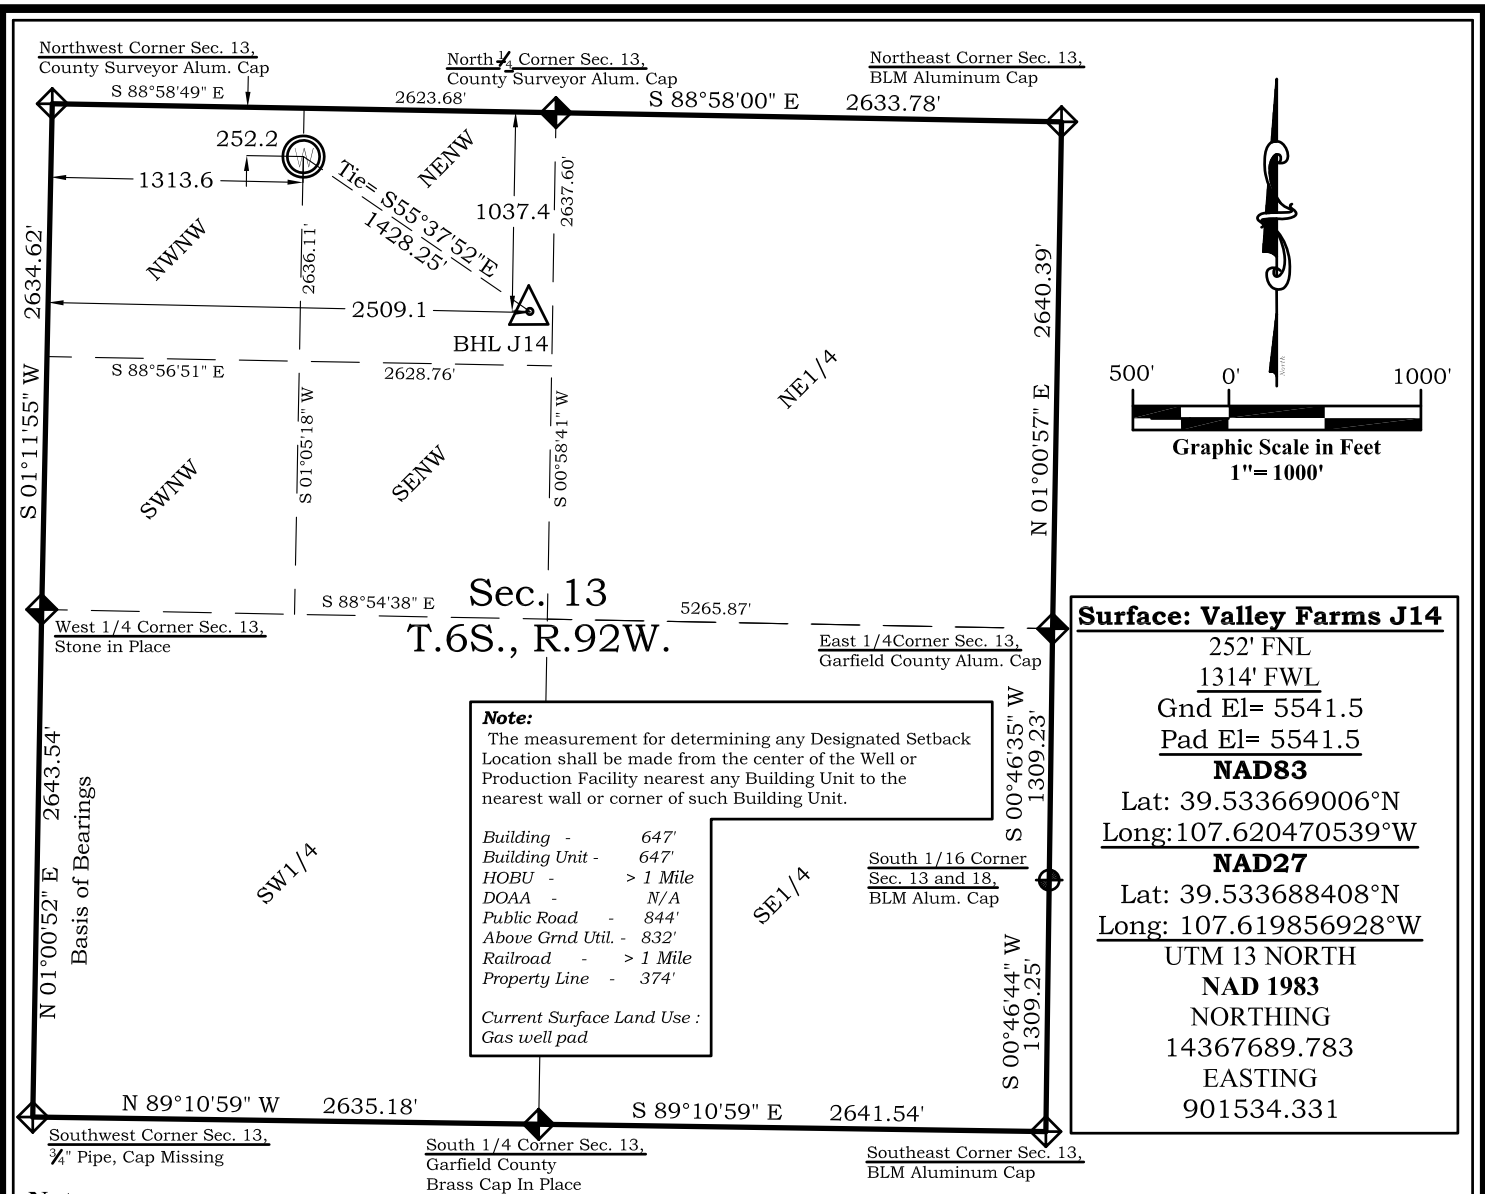 Northwest Corner Sec. 13,
County Surveyor Alum. Cap
North 1/4 Corner Sec. 13,
County Surveyor Alum. Cap
Northeast Corner Sec. 13,
BLM Aluminum Cap
S 88°58'49" E
2623.68'
S 88°58'00" E
2633.78'
252.2
W
1313.6
NENW
NWNW
Tie= S55°37'52"E
1428.25'
1037.4
2637.60'
2636.11'
2634.62'
2640.39'
2509.1
BHL J14
S 88°56'51" E
2628.76'
S 01°11'55" W
S 01°05'18" W
S 00°58'41" W
N 01°00'57" E
NE1/4
SWNW
SENW
North
500'
0'
1000'
Graphic Scale in Feet
1"= 1000'
Sec. 13
T.6S., R.92W.
S 88°54'38" E
5265.87'
West 1/4 Corner Sec. 13,
Stone in Place
East 1/4Corner Sec. 13,
Garfield County Alum. Cap
N 01°00'52" E
2643.54'
Basis of Bearings
SW1/4
SE1/4
S 00°46'35" W
1309.23'
Note:
The measurement for determining any Designated Setback
Location shall be made from the center of the Well or
Production Facility nearest any Building Unit to the
nearest wall or corner of such Building Unit.
Building - 647'
Building Unit - 647'
HOBU - > 1 Mile
DOAA - N/A
Public Road - 844'
Above Grnd Util. - 832'
Railroad - > 1 Mile
Property Line - 374'
Current Surface Land Use :
Gas well pad
South 1/16 Corner
Sec. 13 and 18,
BLM Alum. Cap
S 00°46'44" W
1309.25'
N 89°10'59" W
2635.18'
S 89°10'59" E
2641.54'
Southwest Corner Sec. 13,
3/4" Pipe, Cap Missing
South 1/4 Corner Sec. 13,
Garfield County
Brass Cap In Place
Southeast Corner Sec. 13,
BLM Aluminum Cap
Surface: Valley Farms J14
252' FNL
1314' FWL
Gnd El= 5541.5
Pad El= 5541.5
NAD83
Lat: 39.533669006°N
Long:107.620470539°W
NAD27
Lat: 39.533688408°N
Long: 107.619856928°W
UTM 13 NORTH
NAD 1983
NORTHING
14367689.783
EASTING
901534.331